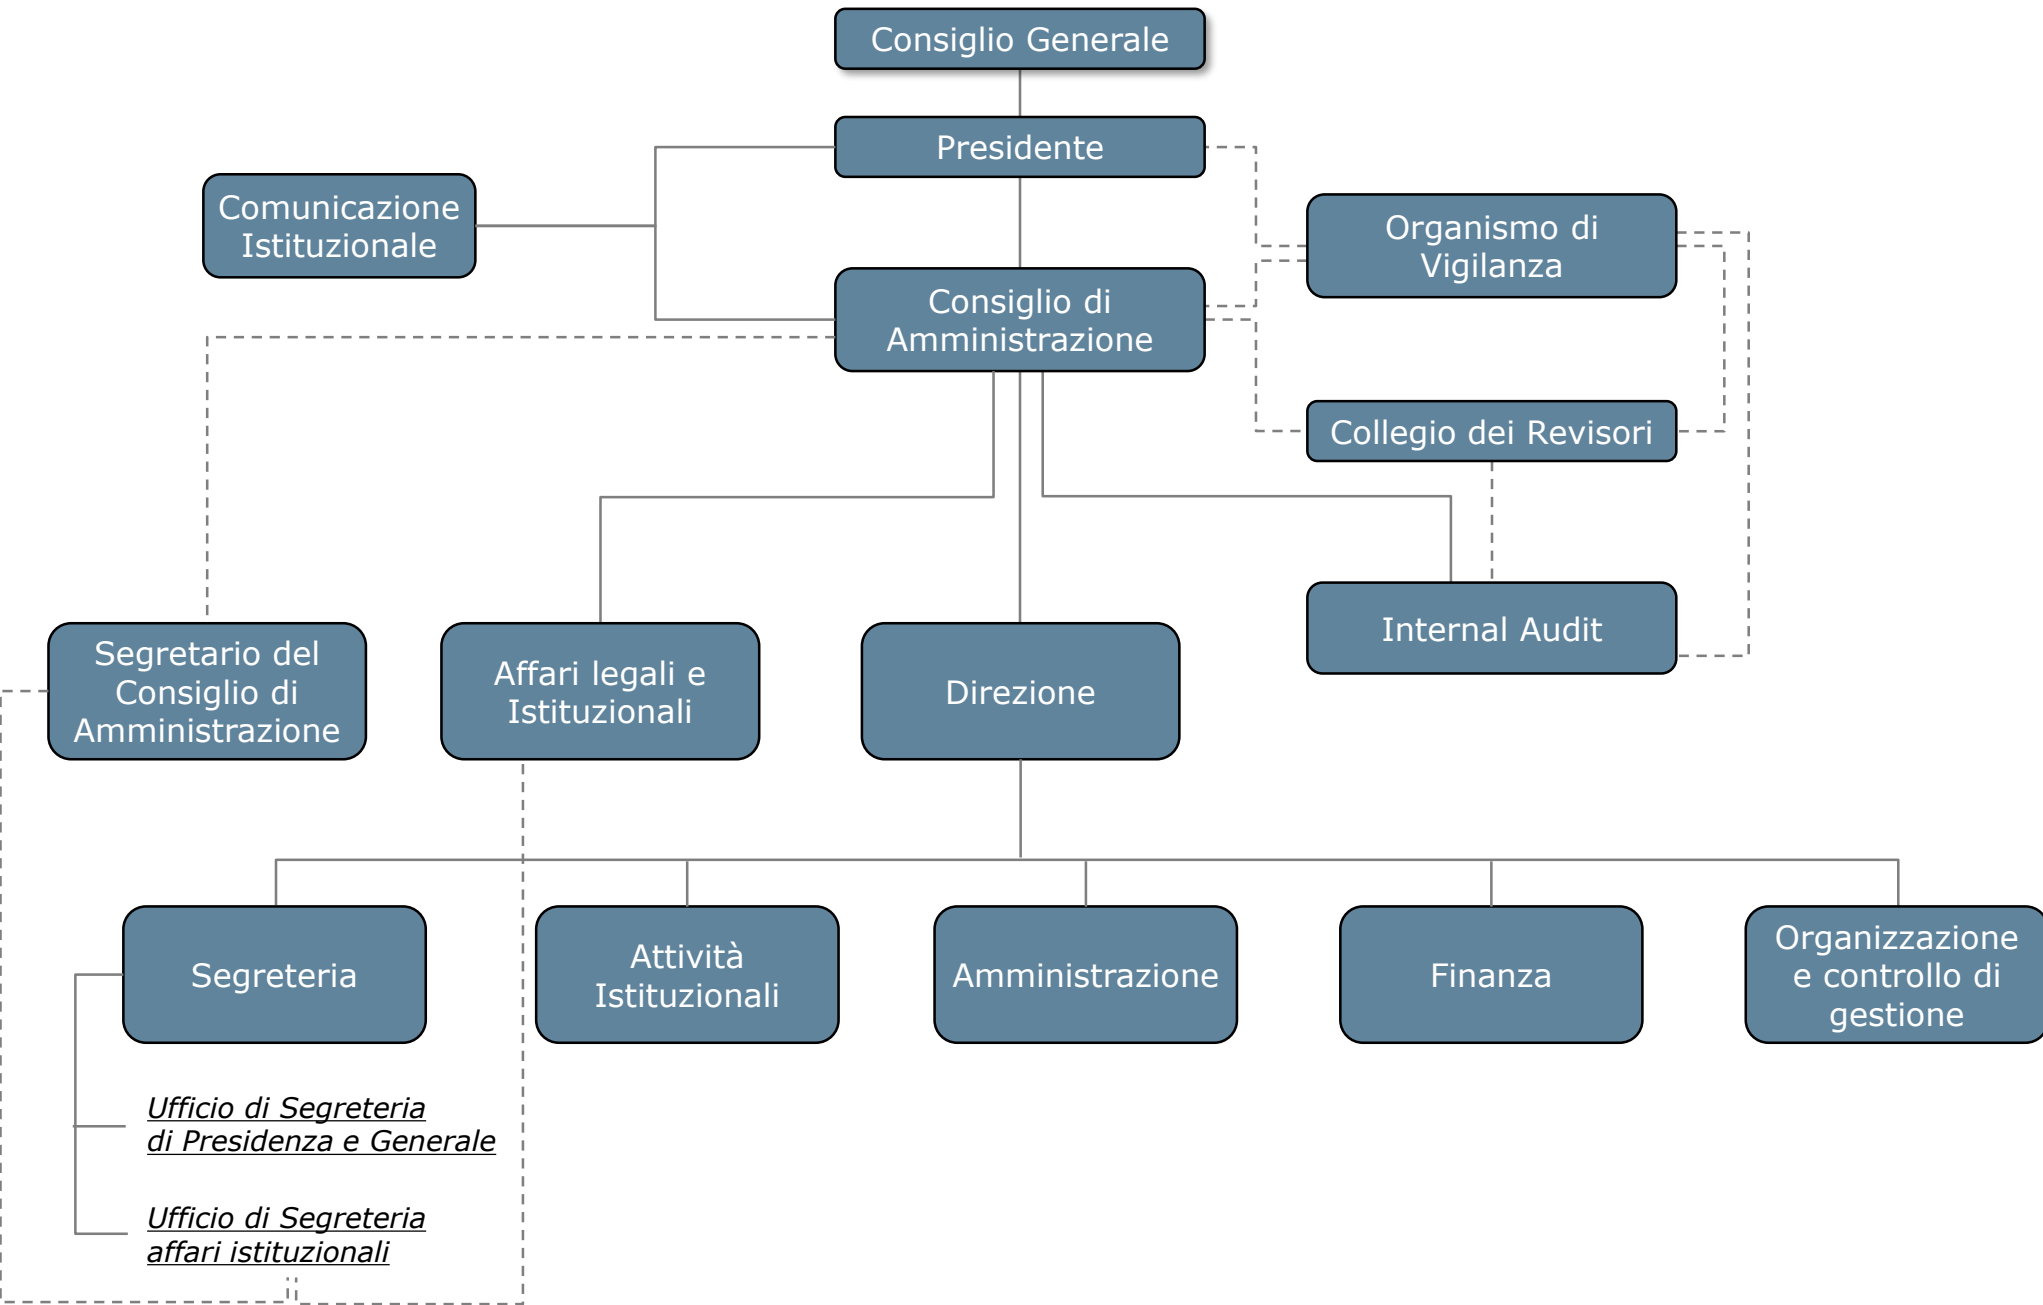 Consiglio Generale
Presidente
Comunicazione
Istituzionale
Organismo di
Vigilanza
Consiglio di
Amministrazione
Collegio dei Revisori
Internal Audit
Segretario del
Consiglio di
Amministrazione
Affari legali e
Istituzionali
Direzione
Segreteria
Attività
Istituzionali
Amministrazione
Finanza
Organizzazione
e controllo di
gestione
Ufficio di Segreteria
di Presidenza e Generale
Ufficio di Segreteria
affari istituzionali